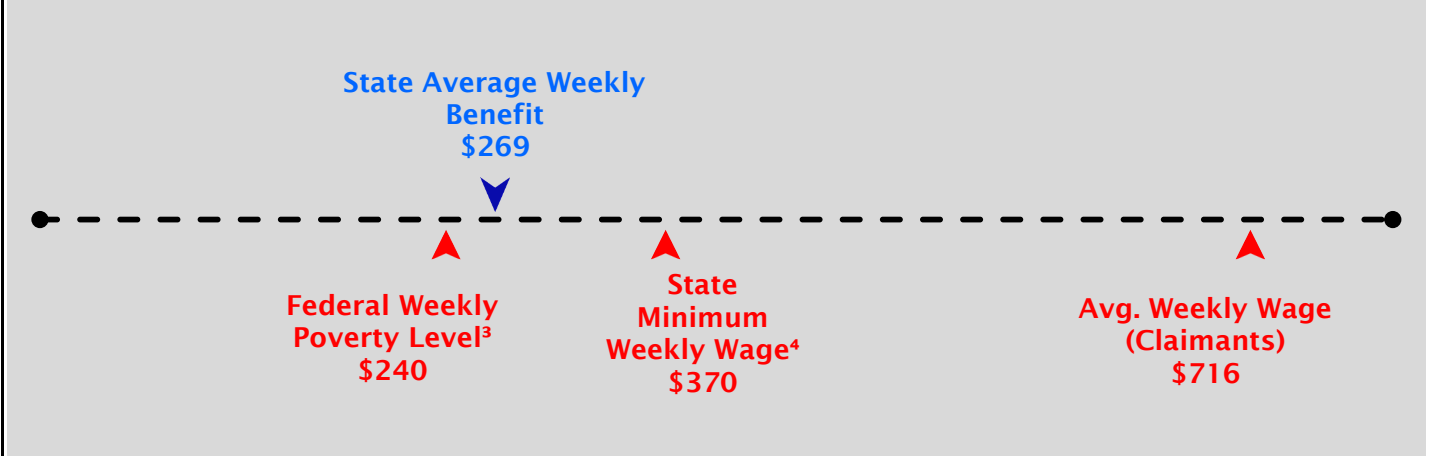 State Average Weekly
Benefit
$269
Federal Weekly
Poverty Level³
$240
State
Minimum
Weekly Wage⁴
$370
Avg. Weekly Wage
(Claimants)
$716